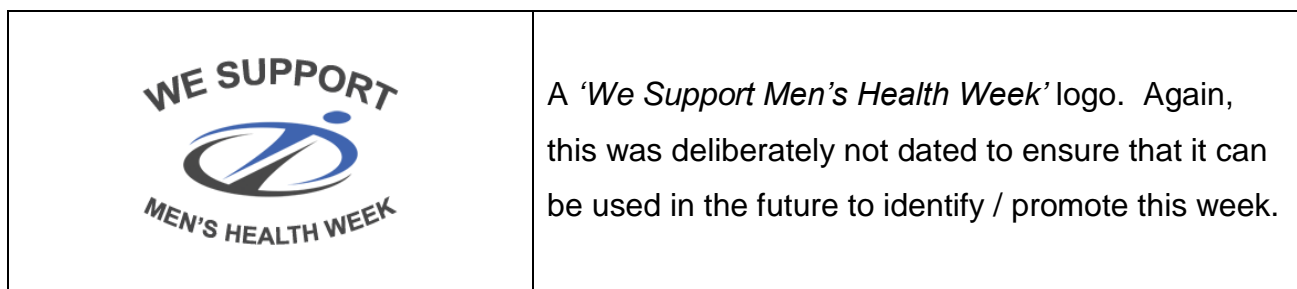 WE SUPPORT
MEN'S HEALTH WEEK
A ‘We Support Men’s Health Week’ logo.  Again,
this was deliberately not dated to ensure that it can
be used in the future to identify / promote this week.